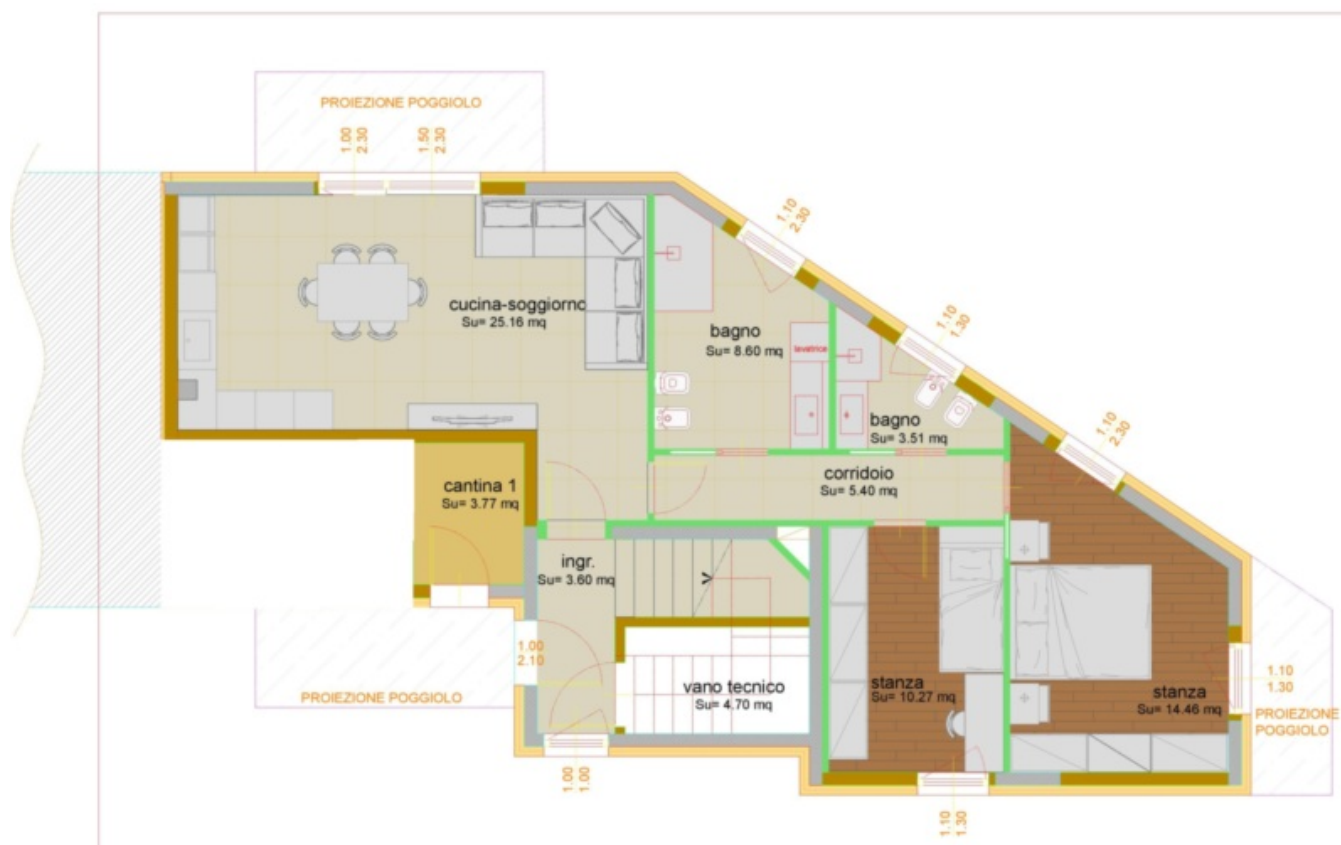 PROIEZIONE POGGIOLO
1.00
2.30
1.50
2.30
1.10
2.30
cucina-soggiorno
Su= 25.16 mq
bagno
Su= 8.60 mq
lavatrice
1.10
1.30
bagno
Su= 3.51 mq
1.10
2.30
corridoio
Su= 5.40 mq
cantina 1
Su= 3.77 mq
ingr.
Su= 3.60 mq
V
1.00
2.10
PROIEZIONE POGGIOLO
vano tecnico
Su= 4.70 mq
stanza
Su= 10.27 mq
stanza
Su= 14.46 mq
1.10
1.30
PROIEZIONE
POGGIOLO
1.00
1.00
1.10
1.30